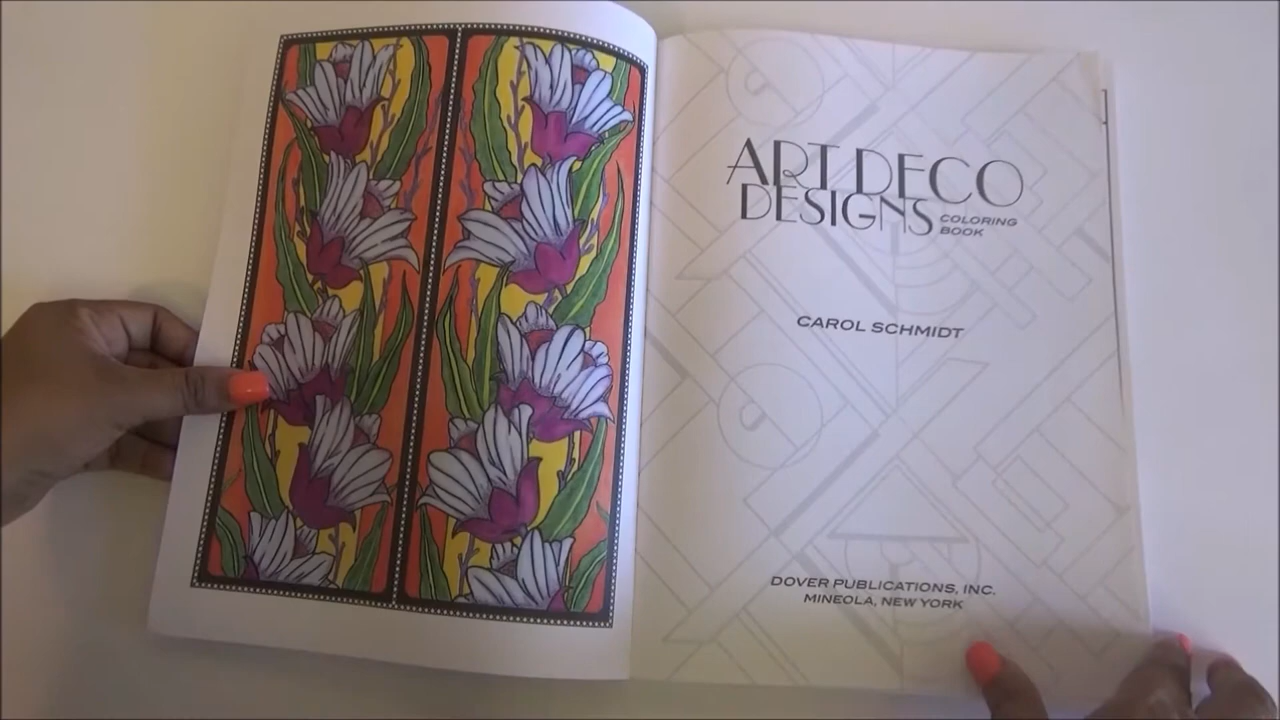 ART DECO
DESIGNS COLORING
BOOK
CAROL SCHMIDT
DOVER PUBLICATIONS, INC.
MINEOLA, NEW YORK